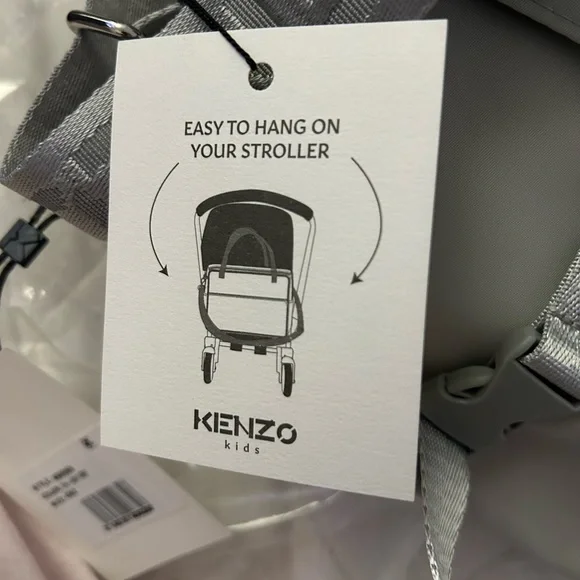 EASY TO HANG ON
YOUR STROLLER
KENZO
kids